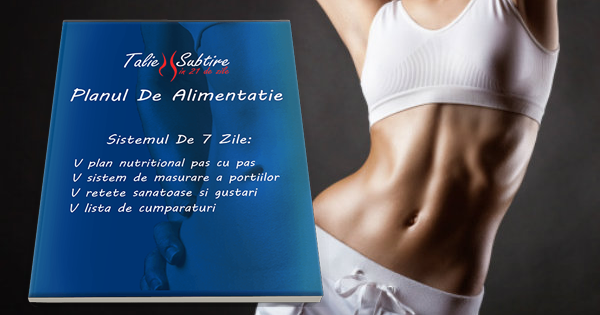 Talie Subtire
in 21 de zile
Planul De Alimentatie
Sistemul De 7 Zile:
V plan nutritional pas cu pas
V sistem de masurare a portiilor
V retete sanatoase si gustari
V lista de cumparaturi